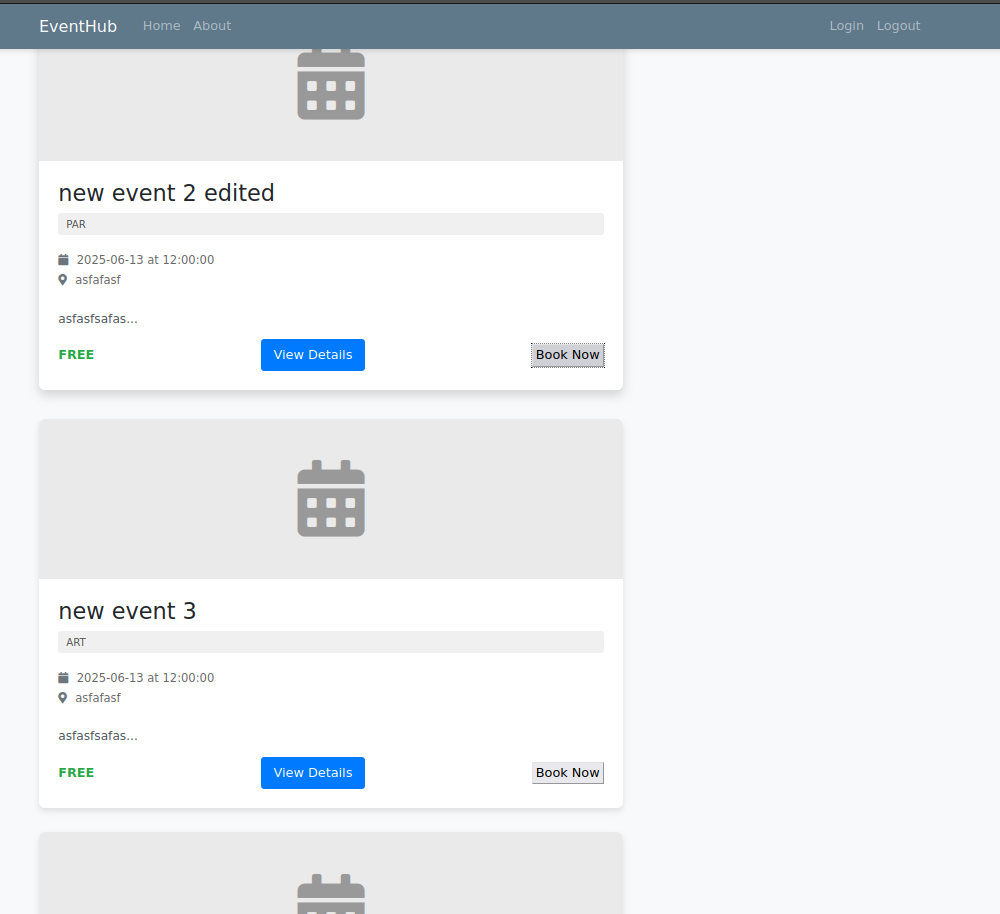 EventHub Home About Login Logout
new event 2 edited
PAR
2025-06-13 at 12:00:00
asfafasf
asfasfsafas...
FREE View Details Book Now
new event 3
ART
2025-06-13 at 12:00:00
asfafasf
asfasfsafas...
FREE View Details Book Now